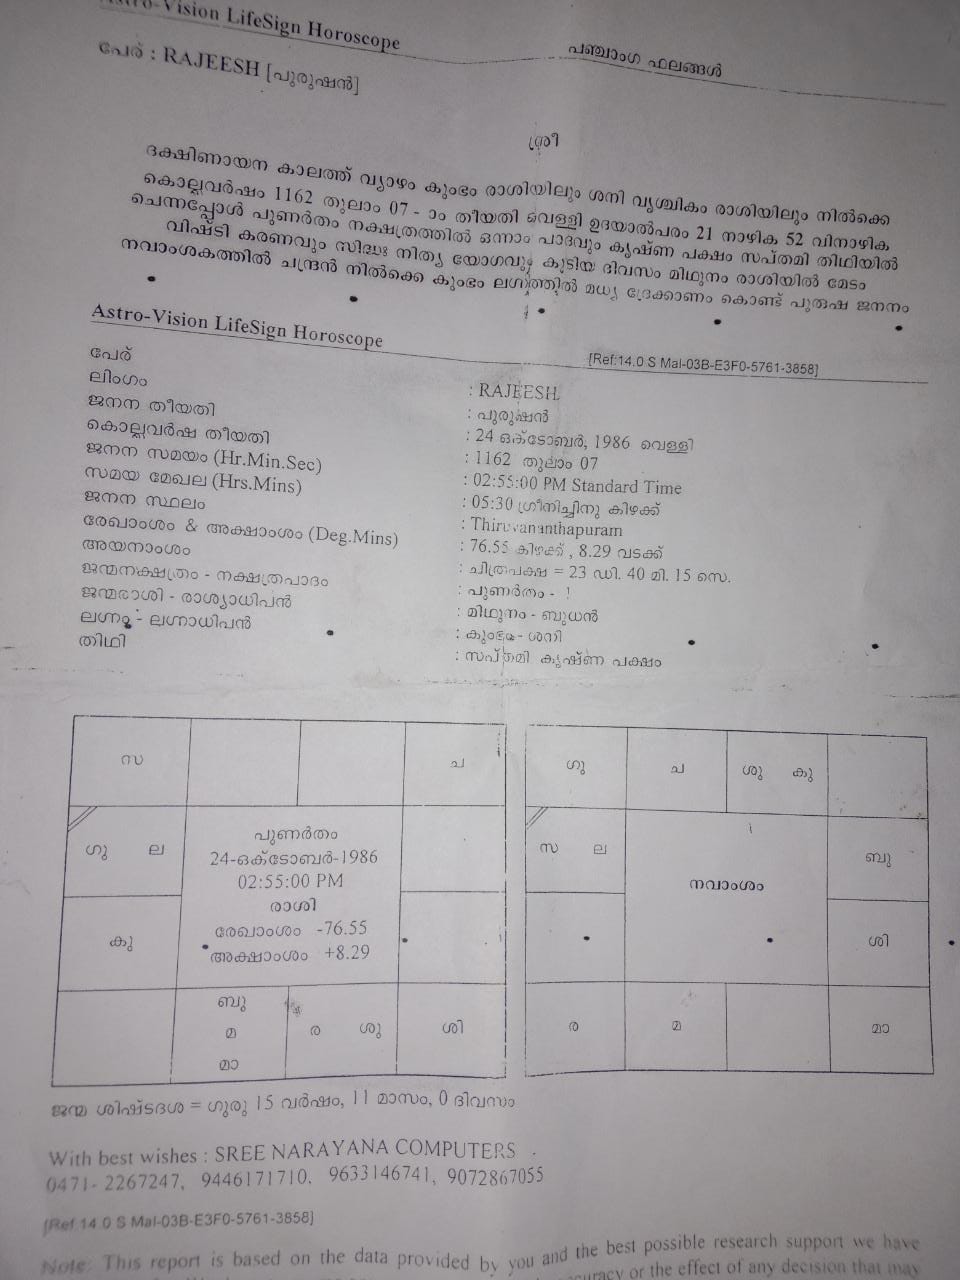 Astro-Vision LifeSign Horoscope
പഞ്ചാംഗ ഫലങ്ങൾ
പേര് : RAJEESH [പുരുഷൻ]
ശ്രീ
ദക്ഷിണായന കാലത്ത് വ്യാഴം കുംഭം രാശിയിലും ശനി വൃശ്ചികം രാശിയിലും നിൽക്കെ
കൊല്ലവർഷം 1162 തുലാം 07 - ാം തീയതി വെള്ളി ഉദയാൽപരം 21 നാഴിക 52 വിനാഴിക
ചെന്നപ്പോൾ പുണർതം നക്ഷത്രത്തിൽ ഒന്നാം പാദവും കൃഷ്ണ പക്ഷം സപ്തമി തിഥിയിൽ
വിഷ്ടി കരണവും സിദ്ധഃ നിത്യ യോഗവും കൂടിയ ദിവസം മിഥുനം രാശിയിൽ മേടം
നവാംശകത്തിൽ ചന്ദ്രൻ നിൽക്കെ കുംഭം ലഗ്നത്തിൽ മധ്യ ദ്രേക്കാണം കൊണ്ട് പുരുഷ ജനനം
Astro-Vision LifeSign Horoscope
[Ref:14.0 S Mal-03B-E3F0-5761-3858]
പേര് : RAJEESH
ലിംഗം : പുരുഷൻ
ജനന തീയതി : 24 ഒക്ടോബർ, 1986 വെള്ളി
കൊല്ലവർഷ തീയതി : 1162 തുലാം 07
ജനന സമയം (Hr.Min.Sec) : 02:55:00 PM Standard Time
സമയ മേഖല (Hrs.Mins) : 05:30 ഗ്രീനിച്ചിനു കിഴക്ക്
ജനന സ്ഥലം : Thiruvananthapuram
രേഖാംശം & അക്ഷാംശം (Deg.Mins) : 76.55 കിഴക്ക് , 8.29 വടക്ക്
അയനാംശം : ചിത്രപക്ഷ = 23 ഡി. 40 മി. 15 സെ.
ജന്മനക്ഷത്രം - നക്ഷത്രപാദം : പുണർതം - 1
ജന്മരാശി - രാശ്യാധിപൻ : മിഥുനം - ബുധൻ
ലഗ്നം - ലഗ്നാധിപൻ : കുംഭം - ശനി
തിഥി : സപ്തമി കൃഷ്ണ പക്ഷം
സ
ച
ഗു ല
കു
ബു
മ
മാ
ര ശു
ശി
പുണർതം
24-ഒക്ടോബർ-1986
02:55:00 PM
രാശി
രേഖാംശം -76.55
അക്ഷാംശം +8.29
ഗു
ച
ശു കു
സ ല
നവാംശം
ബു
ശി
ര
മ
മാ
ജന്മ ശിഷ്ടദശ = ഗുരു 15 വർഷം, 11 മാസം, 0 ദിവസം
With best wishes : SREE NARAYANA COMPUTERS
0471- 2267247, 9446171710, 9633146741, 9072867055
[Ref:14.0 S Mal-03B-E3F0-5761-3858]
Note: This report is based on the data provided by you and the best possible research support we have
or the effect of any decision that may